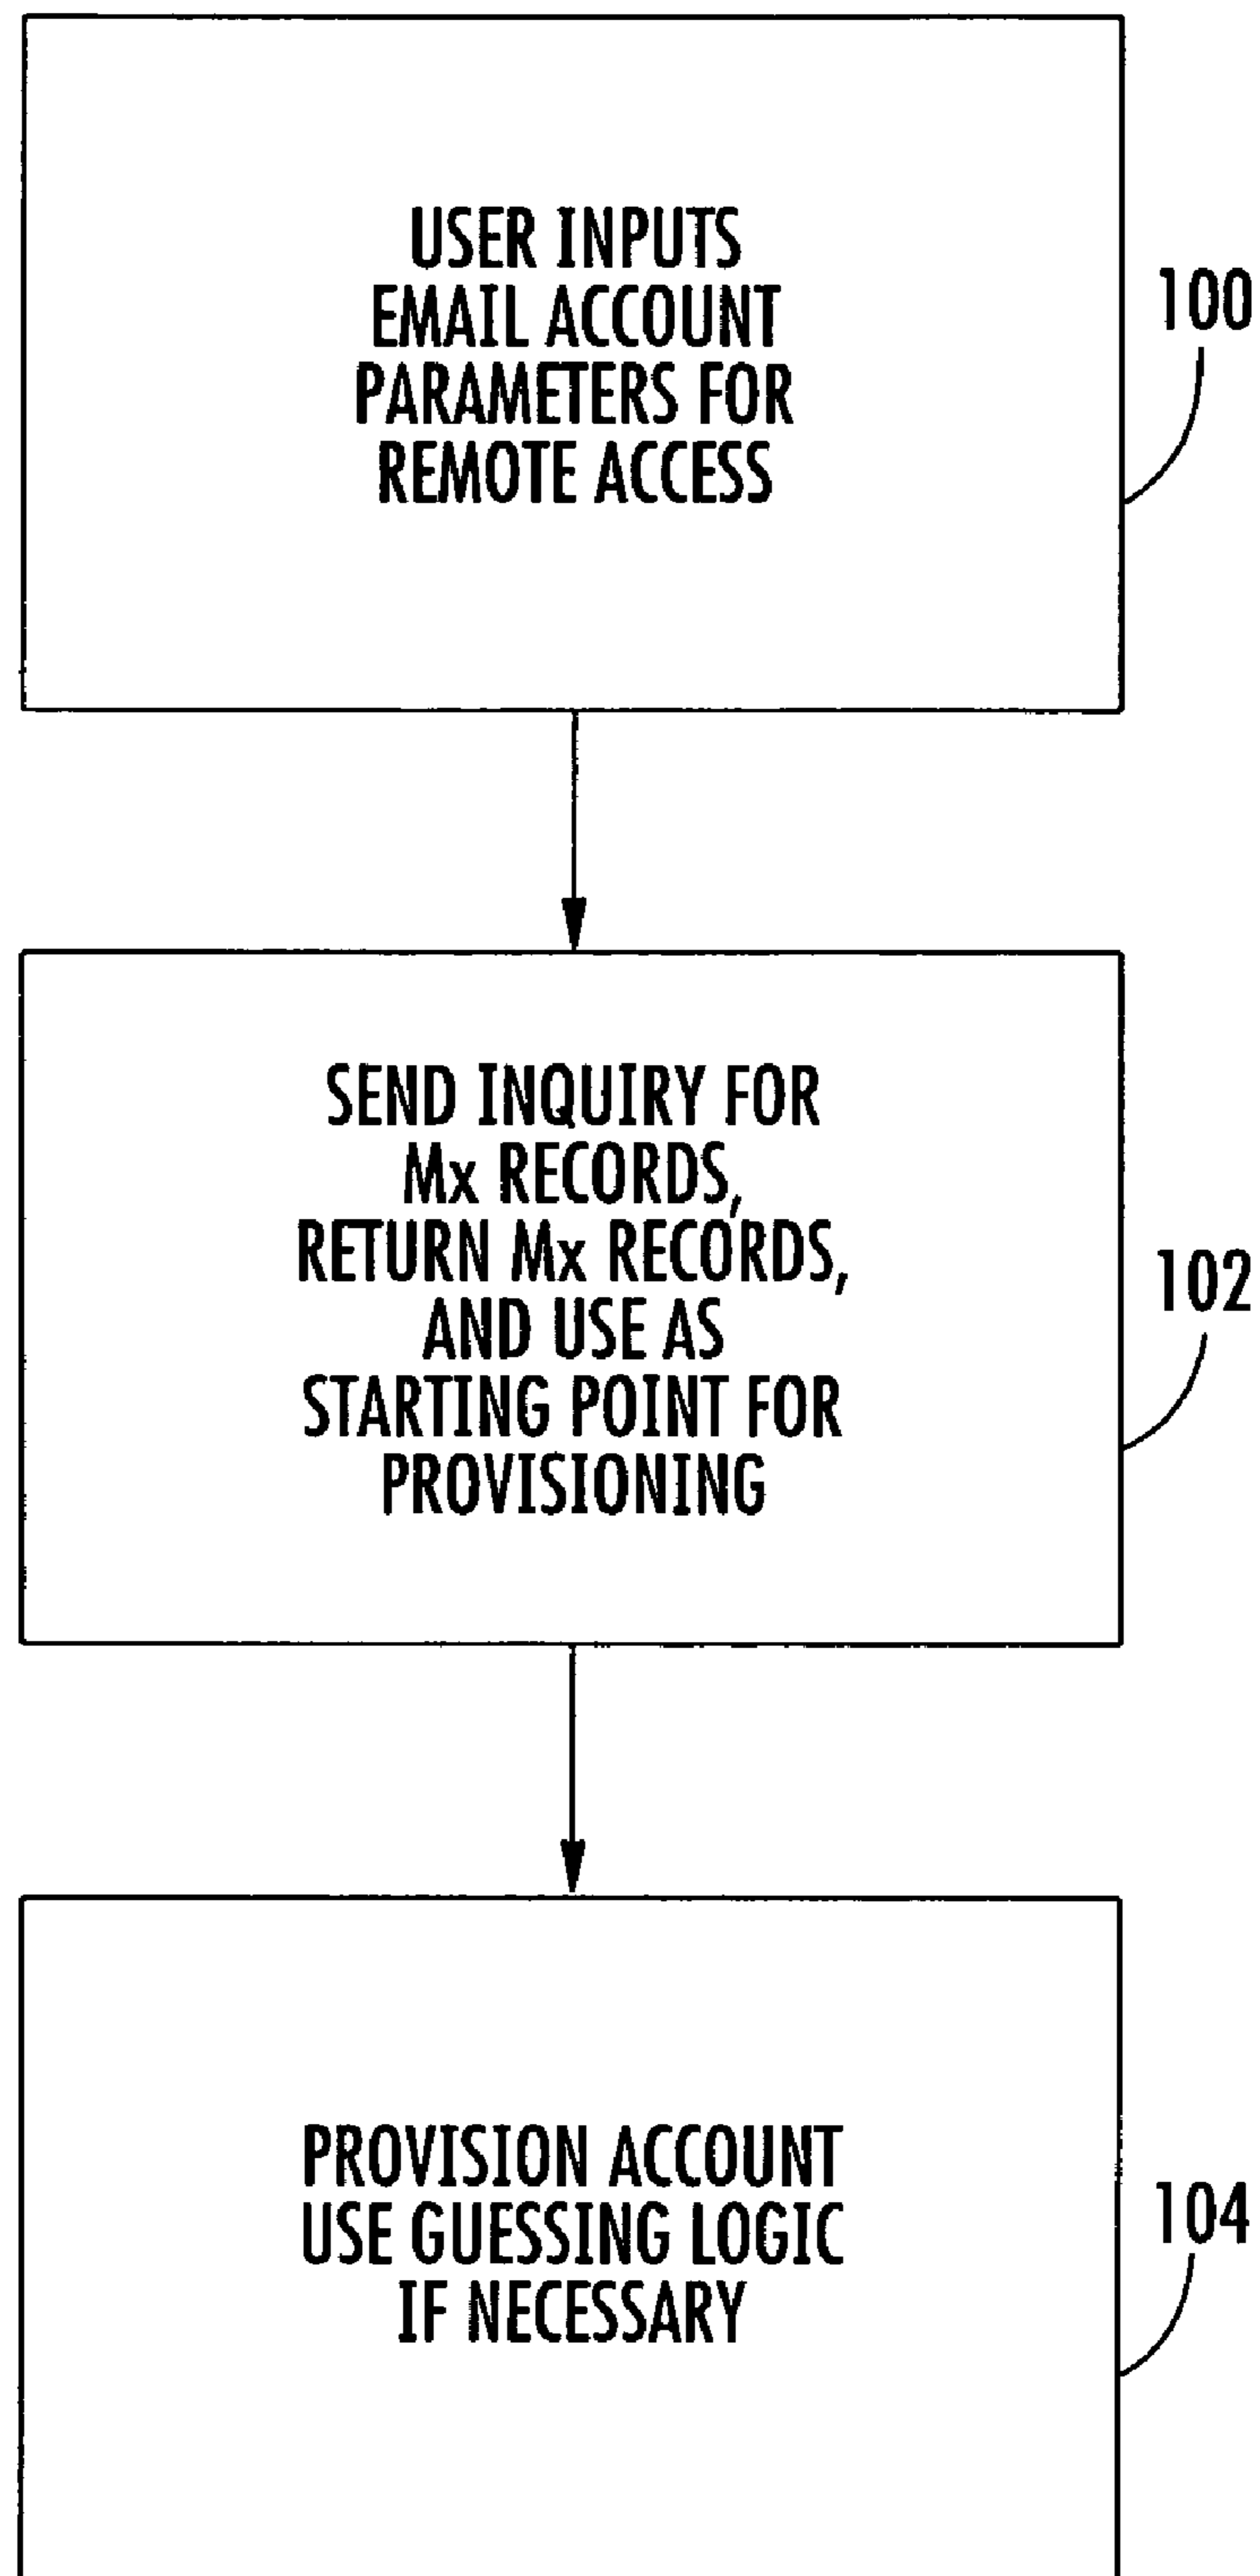 USER INPUTS
EMAIL ACCOUNT
PARAMETERS FOR
REMOTE ACCESS
100
SEND INQUIRY FOR
Mx RECORDS,
RETURN Mx RECORDS,
AND USE AS
STARTING POINT FOR
PROVISIONING
102
PROVISION ACCOUNT
USE GUESSING LOGIC
IF NECESSARY
104